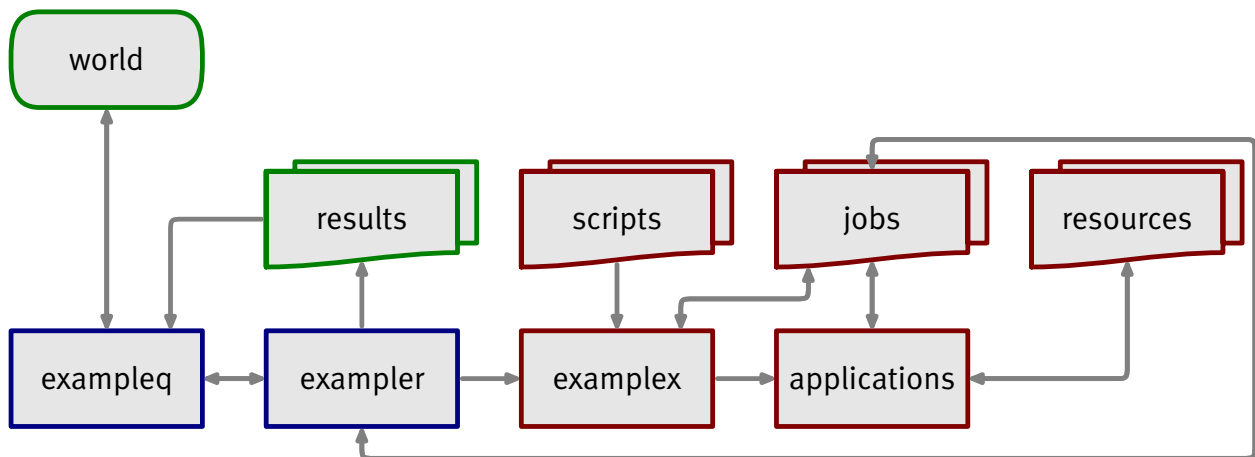 world
results
scripts
jobs
resources
exampleq
exampler
examplex
applications